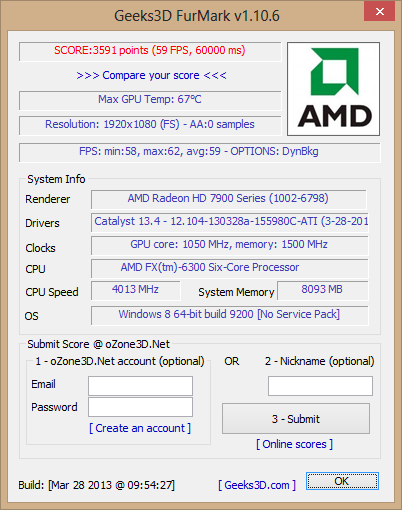 Geeks3D FurMark v1.10.6
SCORE:3591 points (59 FPS, 60000 ms)
>>> Compare your score <<<
Max GPU Temp: 67°C
Resolution: 1920x1080 (FS) - AA:0 samples
AMD
FPS: min:58, max:62, avg:59 - OPTIONS: DynBkg
System Info
Renderer AMD Radeon HD 7900 Series (1002-6798)
Drivers Catalyst 13.4 - 12.104-130328a-155980C-ATI (3-28-201
Clocks GPU core: 1050 MHz, memory: 1500 MHz
CPU AMD FX(tm)-6300 Six-Core Processor
CPU Speed 4013 MHz System Memory 8093 MB
OS Windows 8 64-bit build 9200 [No Service Pack]
Submit Score @ oZone3D.Net
1 - oZone3D.Net account (optional) OR 2 - Nickname (optional)
Email
Password
3 - Submit
[ Create an account ]
[ Online scores ]
Build: [Mar 28 2013 @ 09:54:27] [ Geeks3D.com ] OK